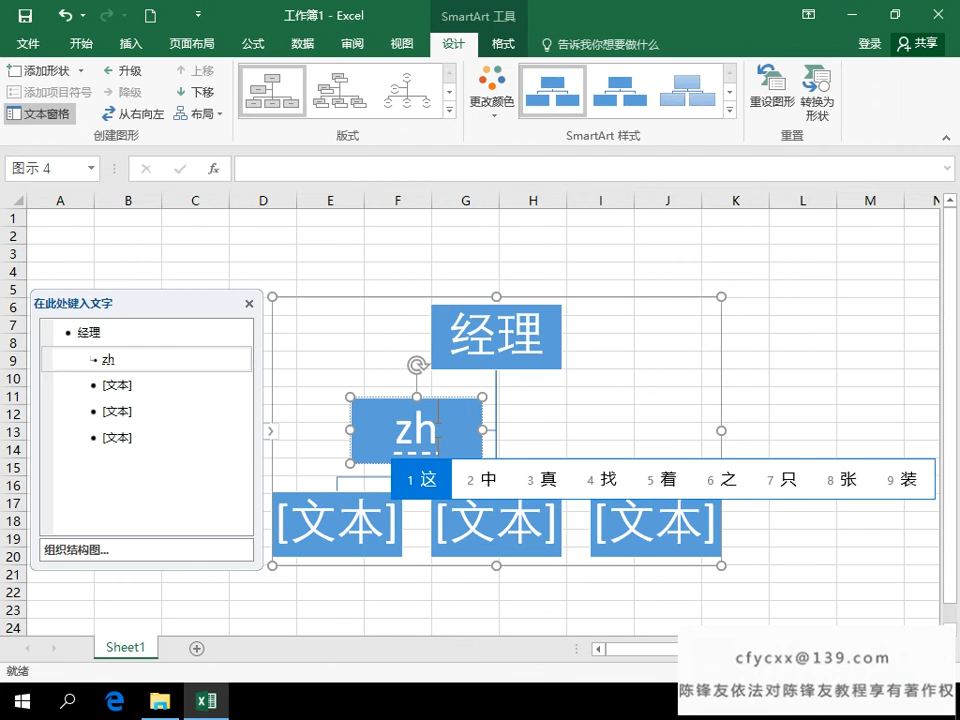 工作簿1 - Excel
SmartArt 工具
文件 开始 插入 页面布局 公式 数据 审阅 视图 设计 格式 告诉我你想要做什么 登录 共享
添加形状 升级 上移
添加项目符号 降级 下移
文本窗格 从右向左 布局
创建图形
版式
更改颜色
SmartArt 样式
重设图形
转换为
形状
重置
图示 4
fx
A B C D E F G H I J K L M N
1
2
3
4
5
6
7
8
9
10
11
12
13
14
15
16
17
18
19
20
21
22
23
24
在此处键入文字
经理
zh
[文本]
[文本]
[文本]
组织结构图...
经理
zh
1 这 2 中 3 真 4 找 5 着 6 之 7 只 8 张 9 装
[文本] [文本] [文本]
Sheet1
就绪
cfycxx@139.com
陈锋友依法对陈锋友教程享有著作权